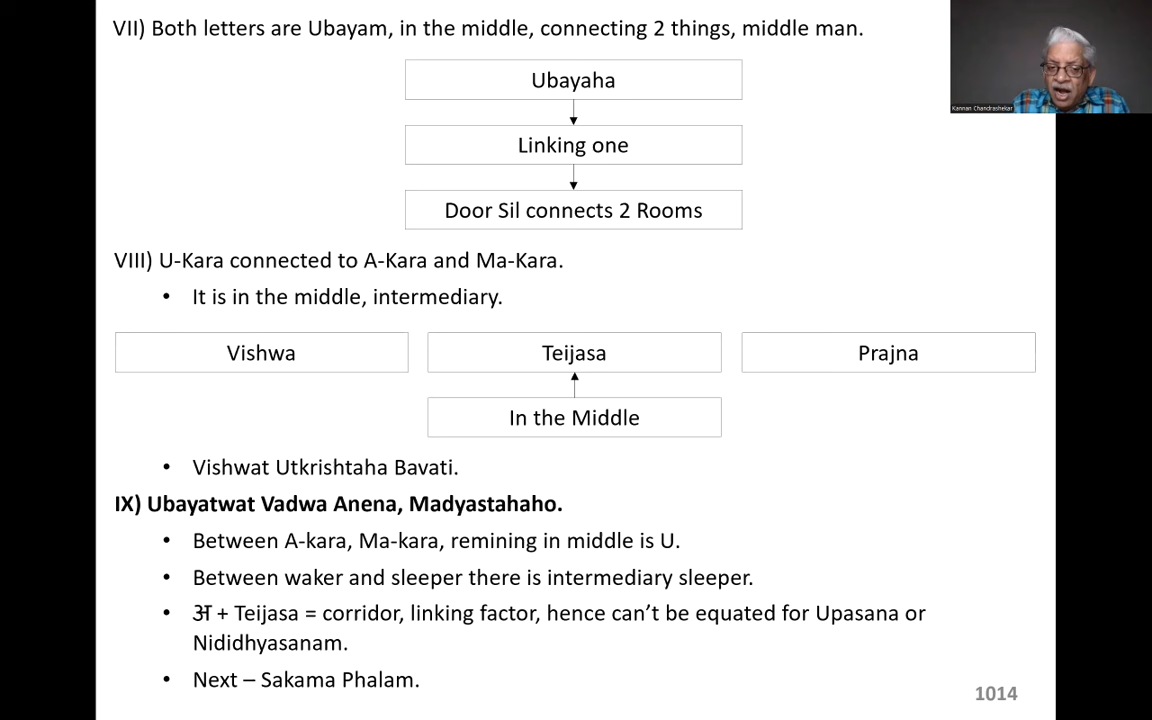 VII) Both letters are Ubayam, in the middle, connecting 2 things, middle man.
Kannan Chandrashekar
Ubayaha
Linking one
Door Sil connects 2 Rooms
VIII) U-Kara connected to A-Kara and Ma-Kara.
• It is in the middle, intermediary.
Vishwa Teijasa Prajna
In the Middle
• Vishwat Utkrishtaha Bavati.
IX) Ubayatwat Vadwa Anena, Madyastahaho.
• Between A-kara, Ma-kara, remining in middle is U.
• Between waker and sleeper there is intermediary sleeper.
• अ + Teijasa = corridor, linking factor, hence can’t be equated for Upasana or
Nididhyasanam.
• Next – Sakama Phalam.
1014